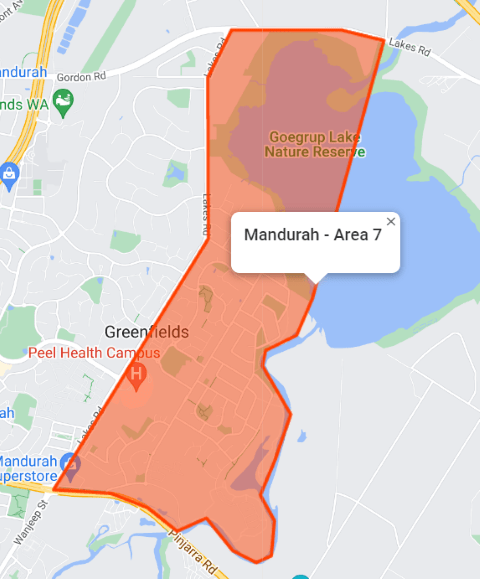 Lakes Rd
Lakes Rd
andurah
Gordon Rd
nds WA
Goegrup Lake
Nature Reserve
Lakes Rd
Mandurah - Area 7
×
Greenfields
Peel Health Campus
H
Lakes Rd
ah
Mandurah
uperstore
Wanjeep St
Pinjarra Rd